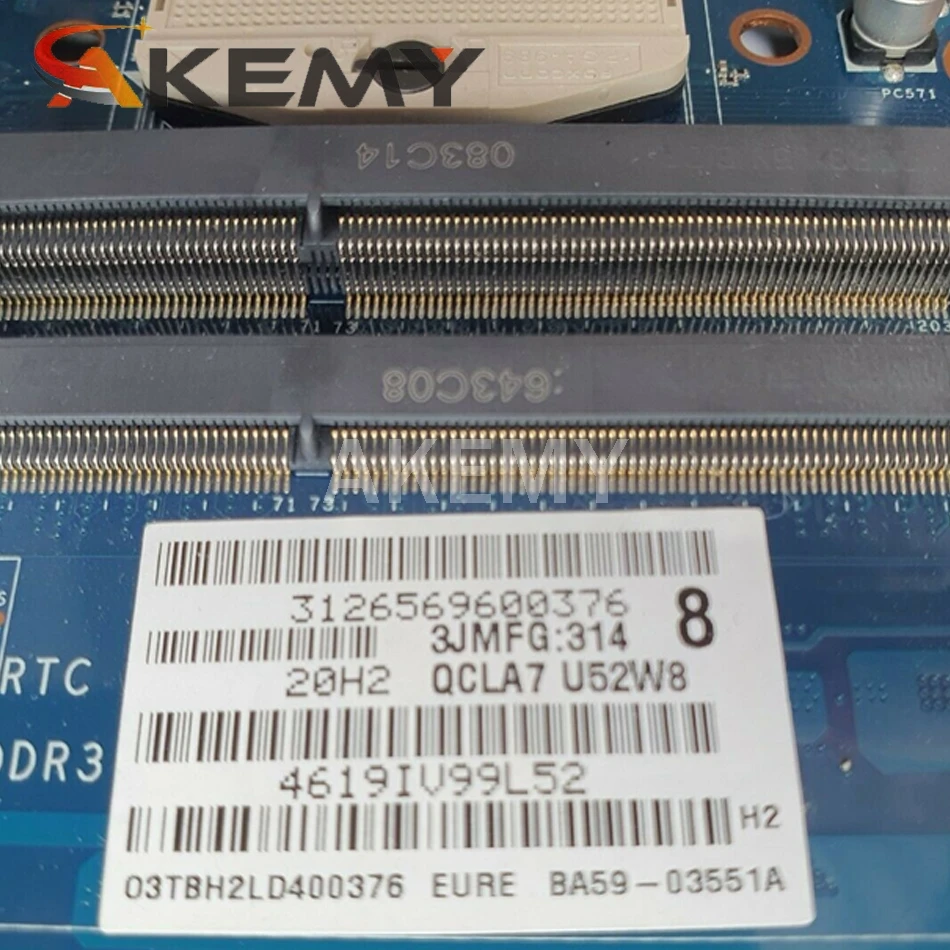 AKEMY
PC571
083C14
71 73
203
:643C08
AKEMY
71 73
3126569600376
8
3JMFG:314
20H2 QCLA7 U52W8
RTC
DDR3
4619IV99L52
H2
03TBH2LD400376 EURE BA59-03551A